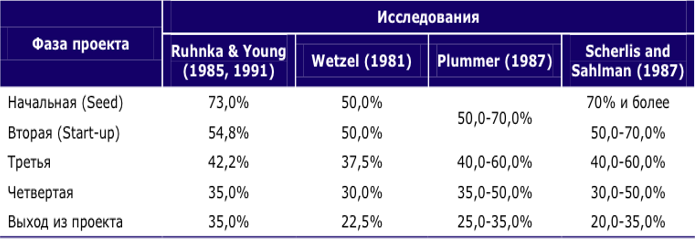 Исследования
Фаза проекта
Ruhnka & Young (1985, 1991) Wetzel (1981) Plummer (1987) Scherlis and Sahlman (1987)
Начальная (Seed) 73,0% 50,0% 50,0-70,0% 70% и более
Вторая (Start-up) 54,8% 50,0% 50,0-70,0%
Третья 42,2% 37,5% 40,0-60,0% 40,0-60,0%
Четвертая 35,0% 30,0% 35,0-50,0% 30,0-50,0%
Выход из проекта 35,0% 22,5% 25,0-35,0% 20,0-35,0%